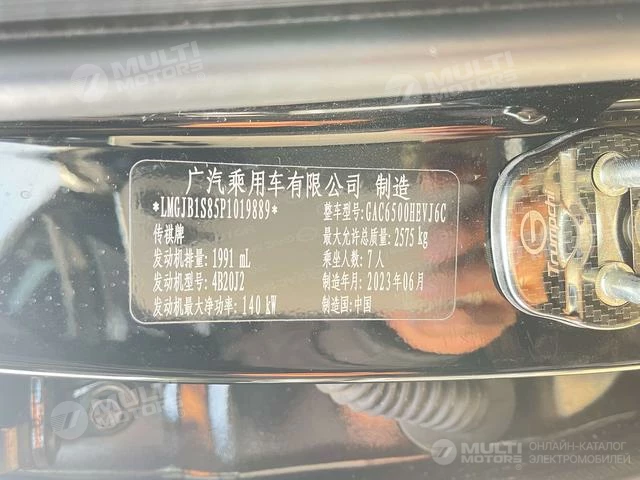 MULTI MOTORS
MULTI MOTORS
广汽乘用车有限公司 制造
*LMGJB1S85P1019889* 整车型号: GAC6500HEVJ6C
传祺牌 最大允许总质量: 2575 kg
发动机排量: 1991 mL 乘坐人数: 7人
发动机型号: 4B20J2 制造年月: 2023年06月
发动机最大净功率: 140 kW 制造国: 中国
Trumpchi
MULTI MOTORS
MULTI MOTORS ОНЛАЙН-КАТАЛОГ ЭЛЕКТРОМОБИЛЕЙ